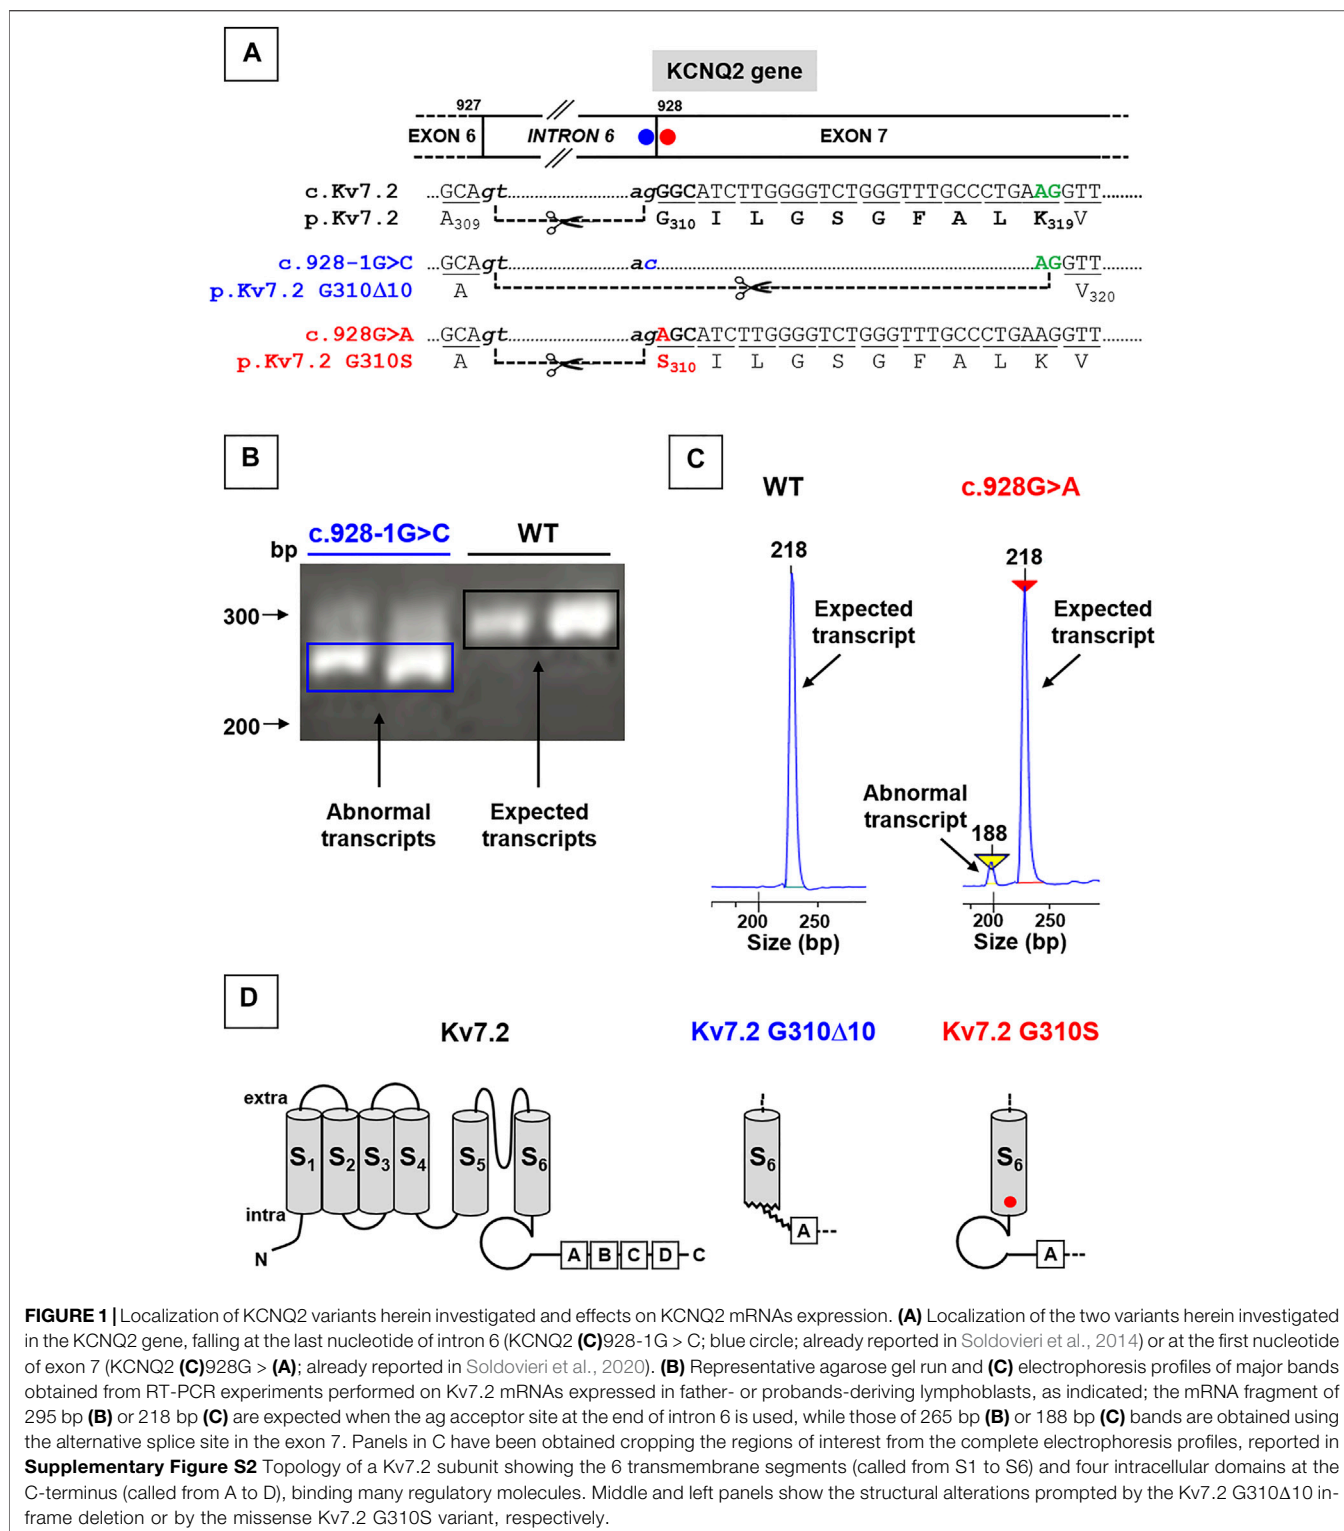 A
KCNQ2 gene
927 928
EXON 6 INTRON 6 EXON 7
c.Kv7.2 ...GCAgt..............................agGGCATCTTGGGGTCTGGGTTTGCCCTGAAGGTT.........
p.Kv7.2 A309 G310 I L G S G F A L K319V
c.928-1G>C ...GCAgt..............................ac..............................AGGTT.........
p.Kv7.2 G310Δ10 A V320
c.928G>A ...GCAgt..............................agAGCATCTTGGGGTCTGGGTTTGCCCTGAAGGTT.........
p.Kv7.2 G310S A S310 I L G S G F A L K V
B
c.928-1G>C WT
bp
300
200
Abnormal transcripts
Expected transcripts
C
WT c.928G>A
218 218
Expected transcript
Expected transcript
Abnormal transcript
188
200 250
Size (bp)
200 250
Size (bp)
D
Kv7.2 Kv7.2 G310Δ10 Kv7.2 G310S
extra
S1 S2 S3 S4 S5 S6 S6 S6
intra
N
A B C D C A A
FIGURE 1 | Localization of KCNQ2 variants herein investigated and effects on KCNQ2 mRNAs expression. (A) Localization of the two variants herein investigated
in the KCNQ2 gene, falling at the last nucleotide of intron 6 (KCNQ2 (C)928-1G > C; blue circle; already reported in Soldovieri et al., 2014) or at the first nucleotide
of exon 7 (KCNQ2 (C)928G > (A); already reported in Soldovieri et al., 2020). (B) Representative agarose gel run and (C) electrophoresis profiles of major bands
obtained from RT-PCR experiments performed on Kv7.2 mRNAs expressed in father- or probands-deriving lymphoblasts, as indicated; the mRNA fragment of
295 bp (B) or 218 bp (C) are expected when the ag acceptor site at the end of intron 6 is used, while those of 265 bp (B) or 188 bp (C) bands are obtained using
the alternative splice site in the exon 7. Panels in C have been obtained cropping the regions of interest from the complete electrophoresis profiles, reported in
Supplementary Figure S2 Topology of a Kv7.2 subunit showing the 6 transmembrane segments (called from S1 to S6) and four intracellular domains at the
C-terminus (called from A to D), binding many regulatory molecules. Middle and left panels show the structural alterations prompted by the Kv7.2 G310Δ10 in-
frame deletion or by the missense Kv7.2 G310S variant, respectively.